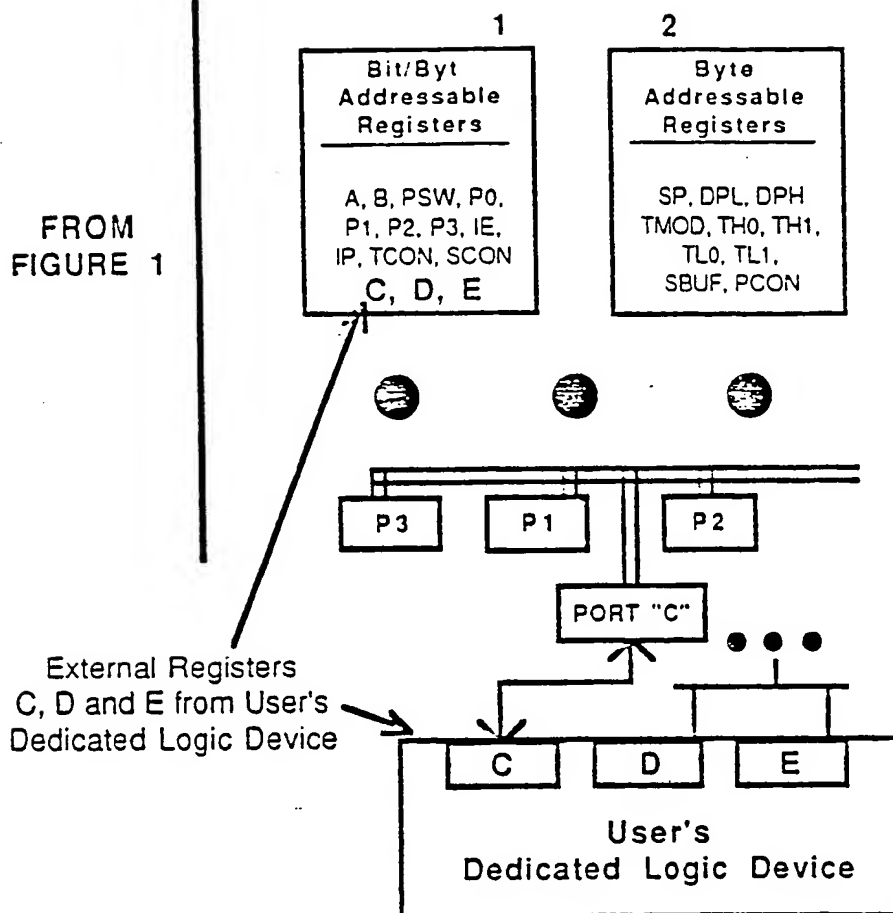 1
2
Bit/Byt
Addressable
Registers
A, B, PSW, P0,
P1, P2, P3, IE,
IP, TCON, SCON
C, D, E
Byte
Addressable
Registers
SP, DPL, DPH
TMOD, TH0, TH1,
TL0, TL1,
SBUF, PCON
FROM
FIGURE 1
P3
P1
P2
PORT "C"
External Registers
C, D and E from User's
Dedicated Logic Device
C
D
E
User's
Dedicated Logic Device